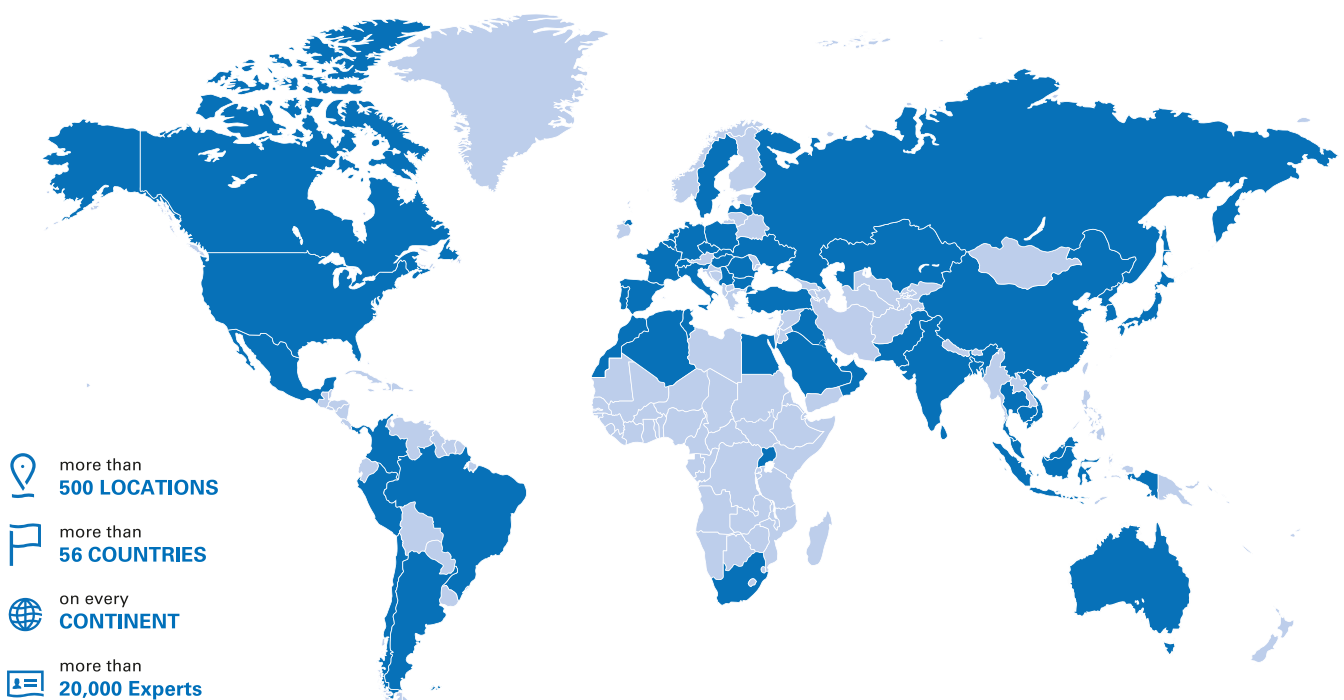 more than
500 LOCATIONS
more than
56 COUNTRIES
on every
CONTINENT
more than
20,000 Experts